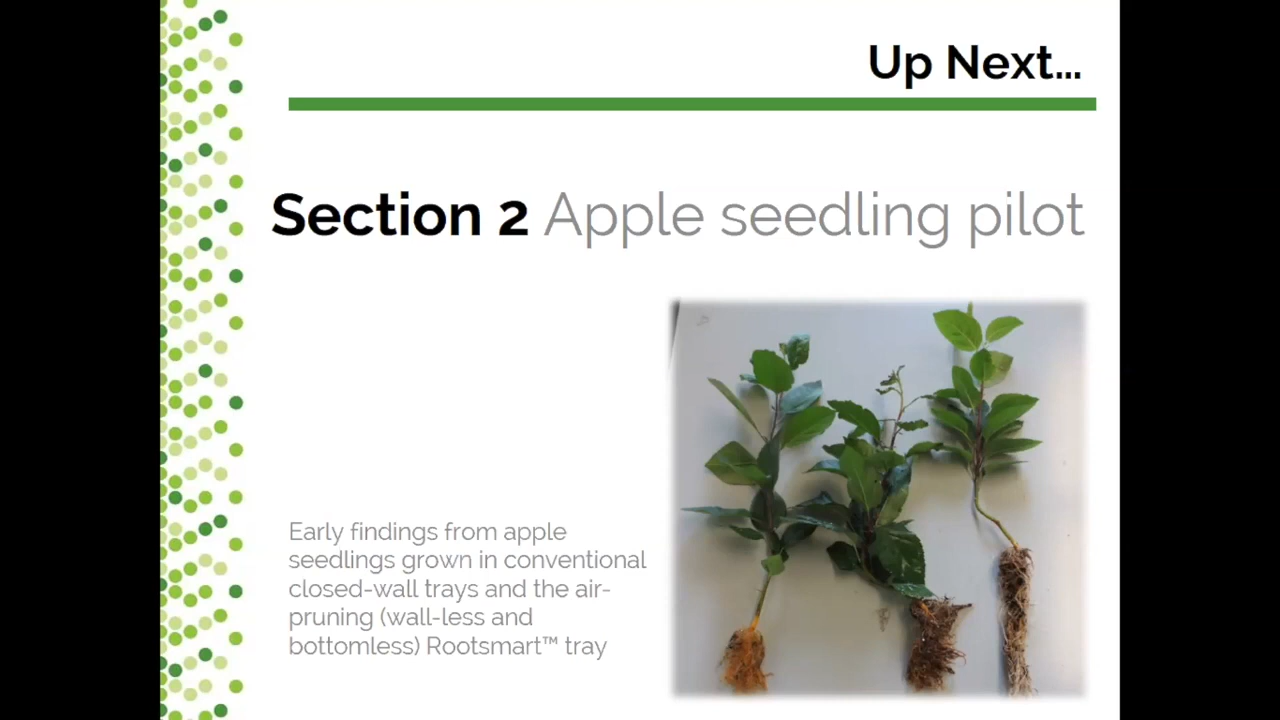 Up Next...
Section 2 Apple seedling pilot
Early findings from apple
seedlings grown in conventional
closed-wall trays and the air-
pruning (wall-less and
bottomless) Rootsmart™ tray